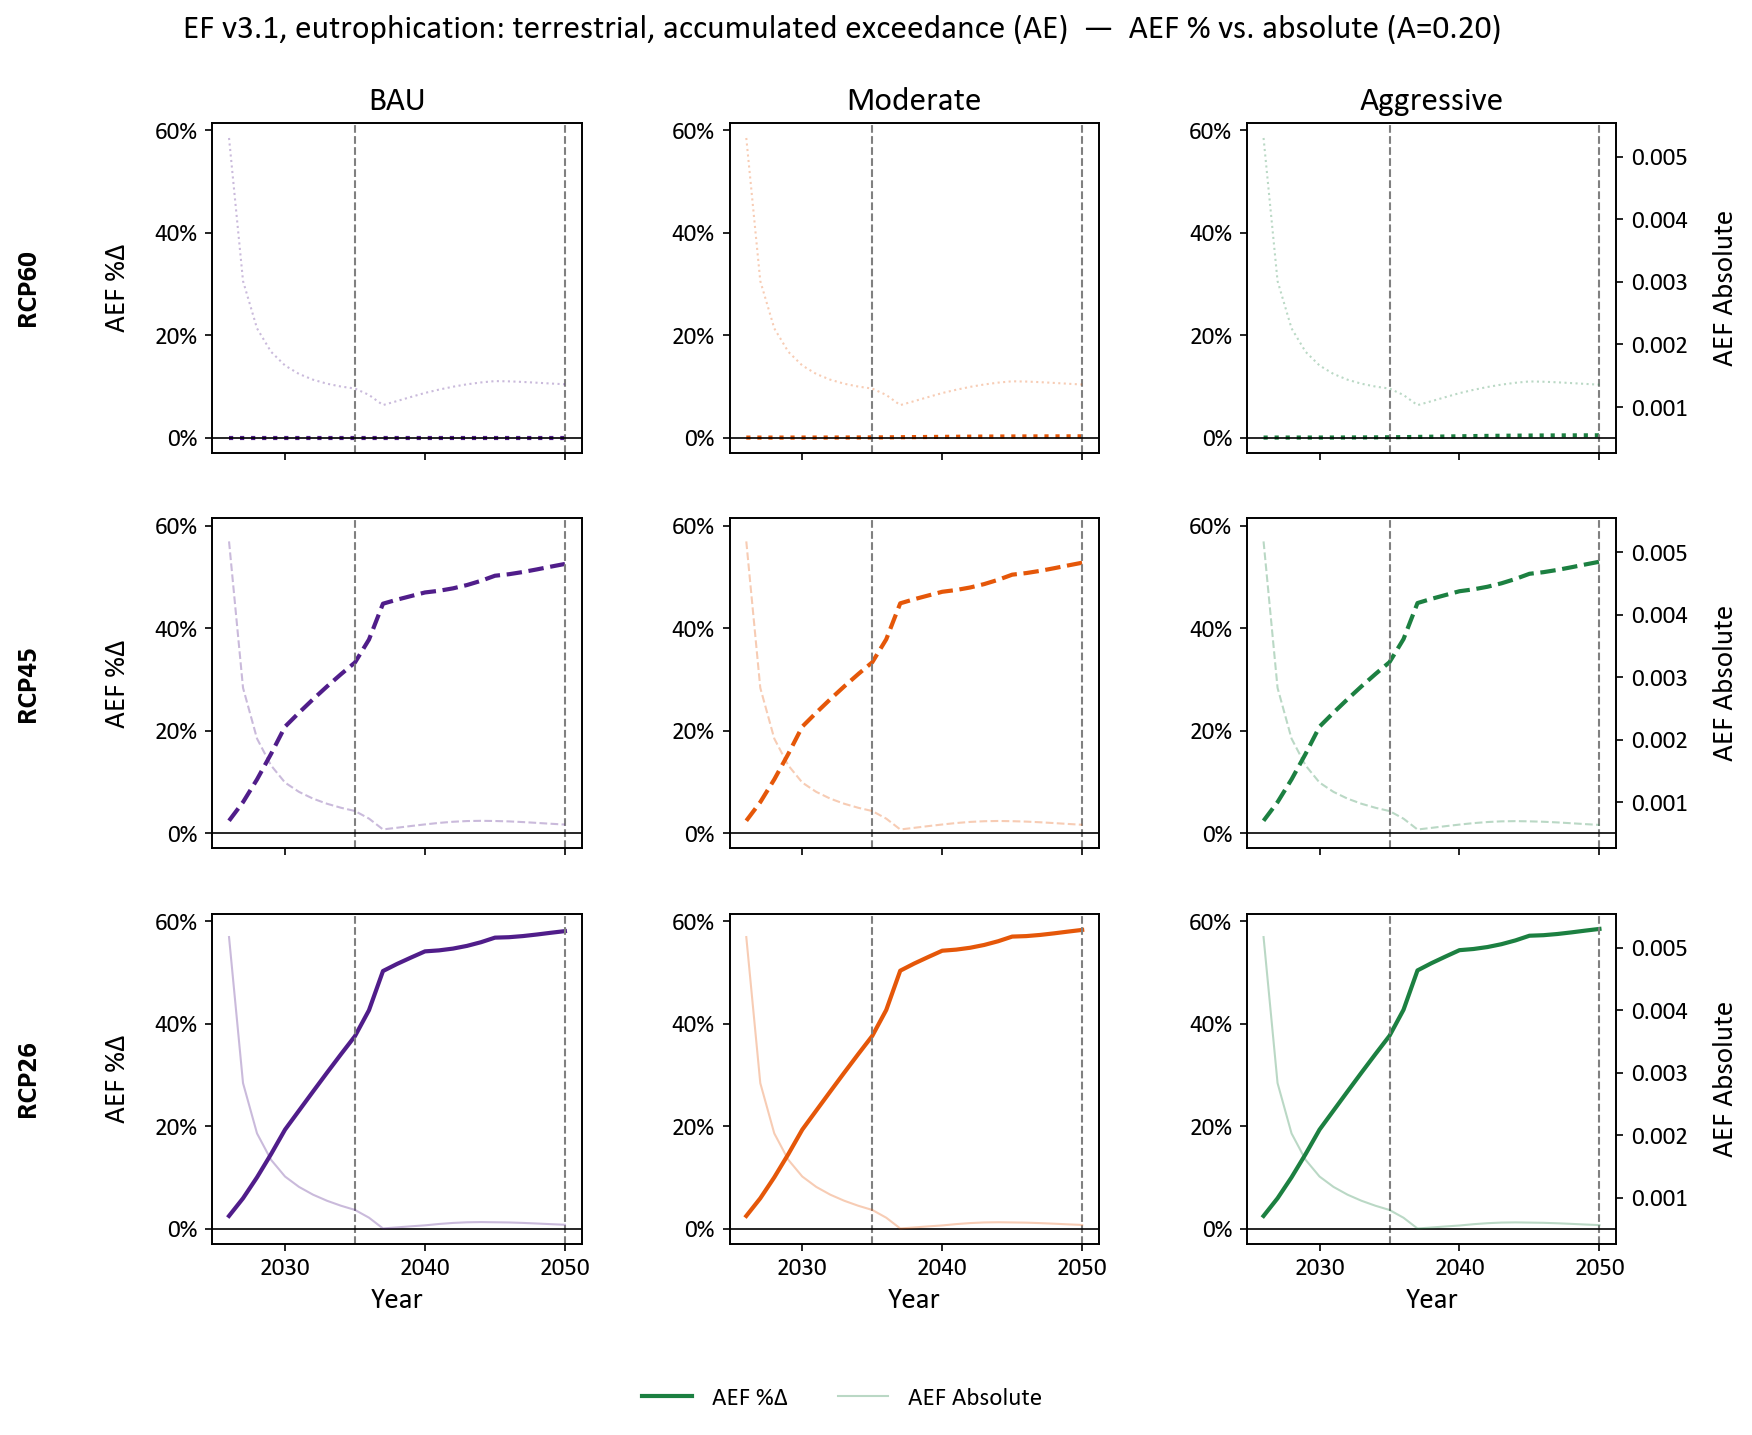 EF v3.1, eutrophication: terrestrial, accumulated exceedance (AE) — AEF % vs. absolute (A=0.20)
BAU
Moderate
Aggressive
RCP60
AEF %Δ
60%
40%
20%
0%
60%
40%
20%
0%
60%
40%
20%
0%
0.005
0.004
0.003
0.002
0.001
AEF Absolute
RCP45
AEF %Δ
60%
40%
20%
0%
60%
40%
20%
0%
60%
40%
20%
0%
0.005
0.004
0.003
0.002
0.001
AEF Absolute
RCP26
AEF %Δ
60%
40%
20%
0%
60%
40%
20%
0%
60%
40%
20%
0%
0.005
0.004
0.003
0.002
0.001
AEF Absolute
2030 2040 2050
2030 2040 2050
2030 2040 2050
Year
Year
Year
AEF %Δ
AEF Absolute